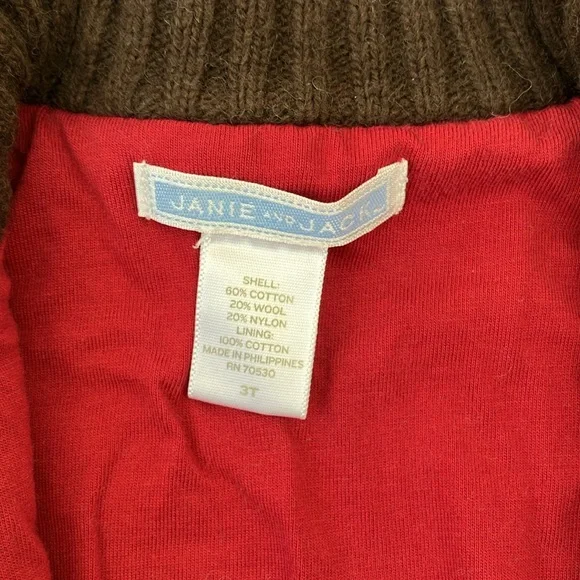 JANIE AND JACK
SHELL:
60% COTTON
20% WOOL
20% NYLON
LINING:
100% COTTON
MADE IN PHILIPPINES
RN 70530
3T